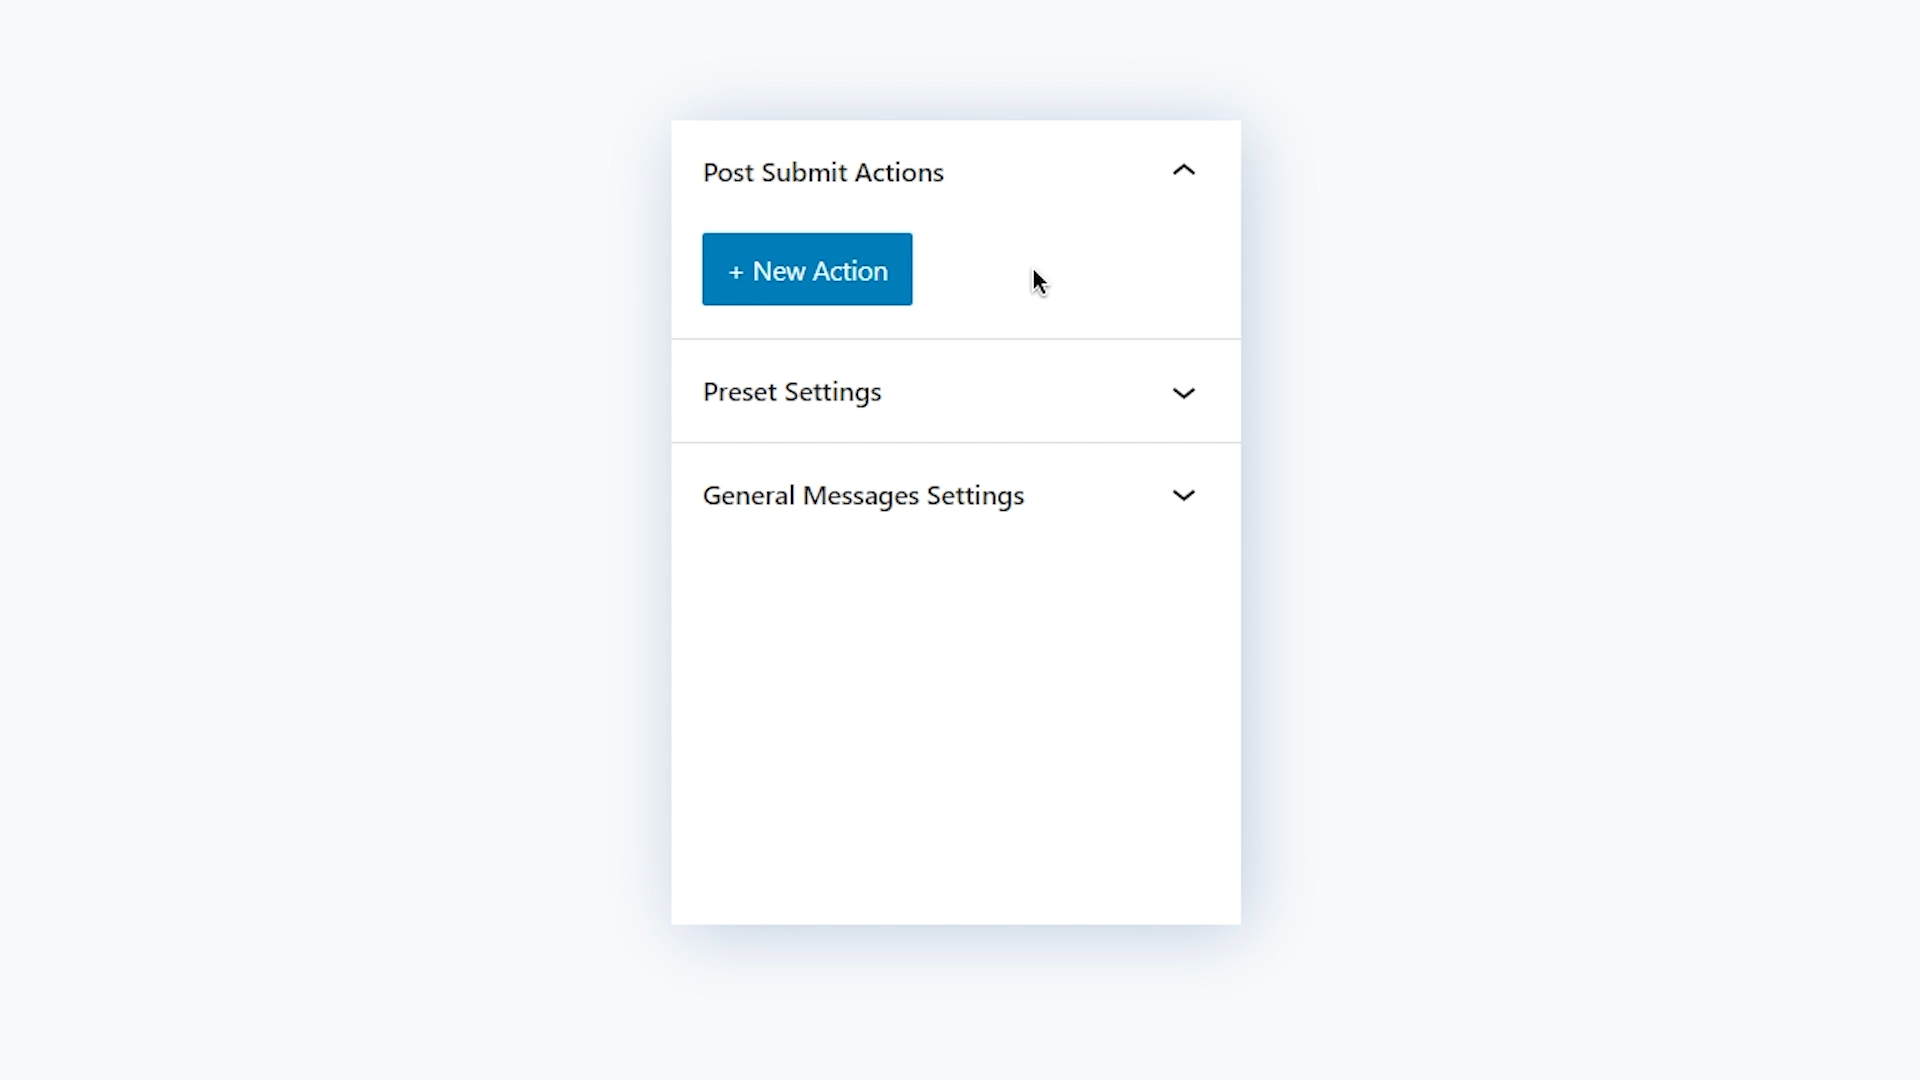 Post Submit Actions
+ New Action
Preset Settings
General Messages Settings